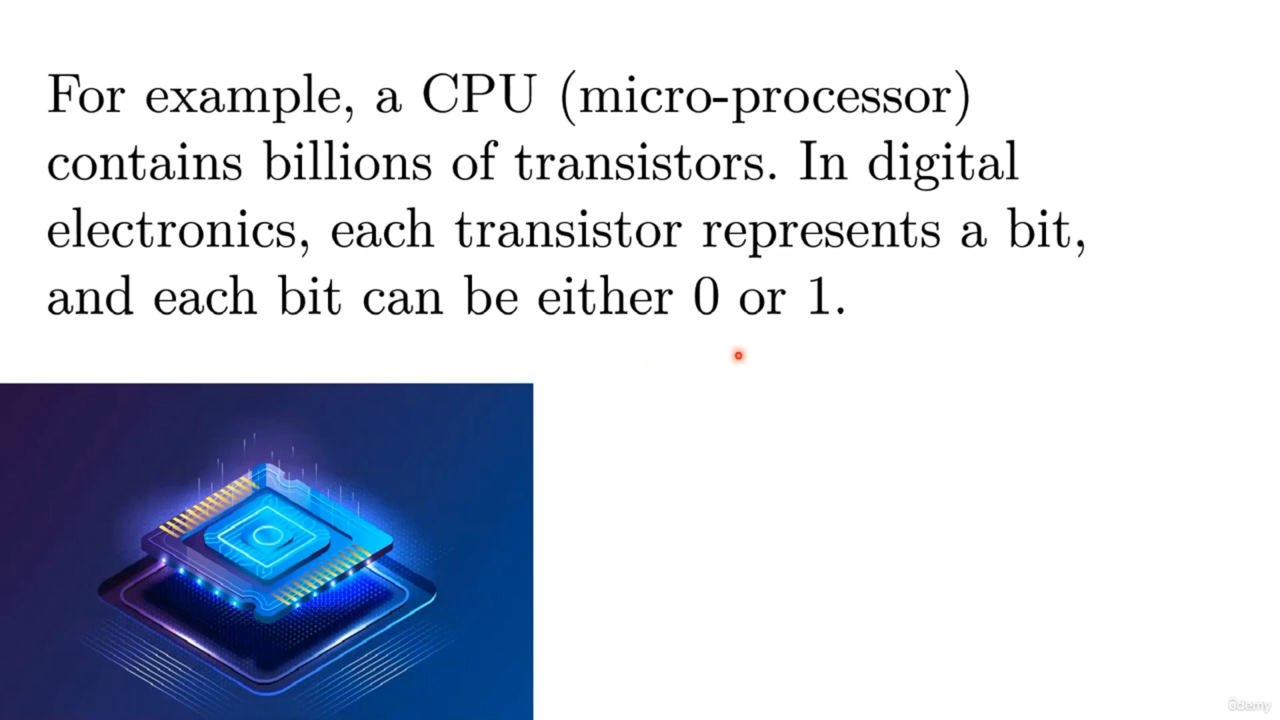 For example, a CPU (micro-processor)
contains billions of transistors. In digital
electronics, each transistor represents a bit,
and each bit can be either 0 or 1.
ûdemy